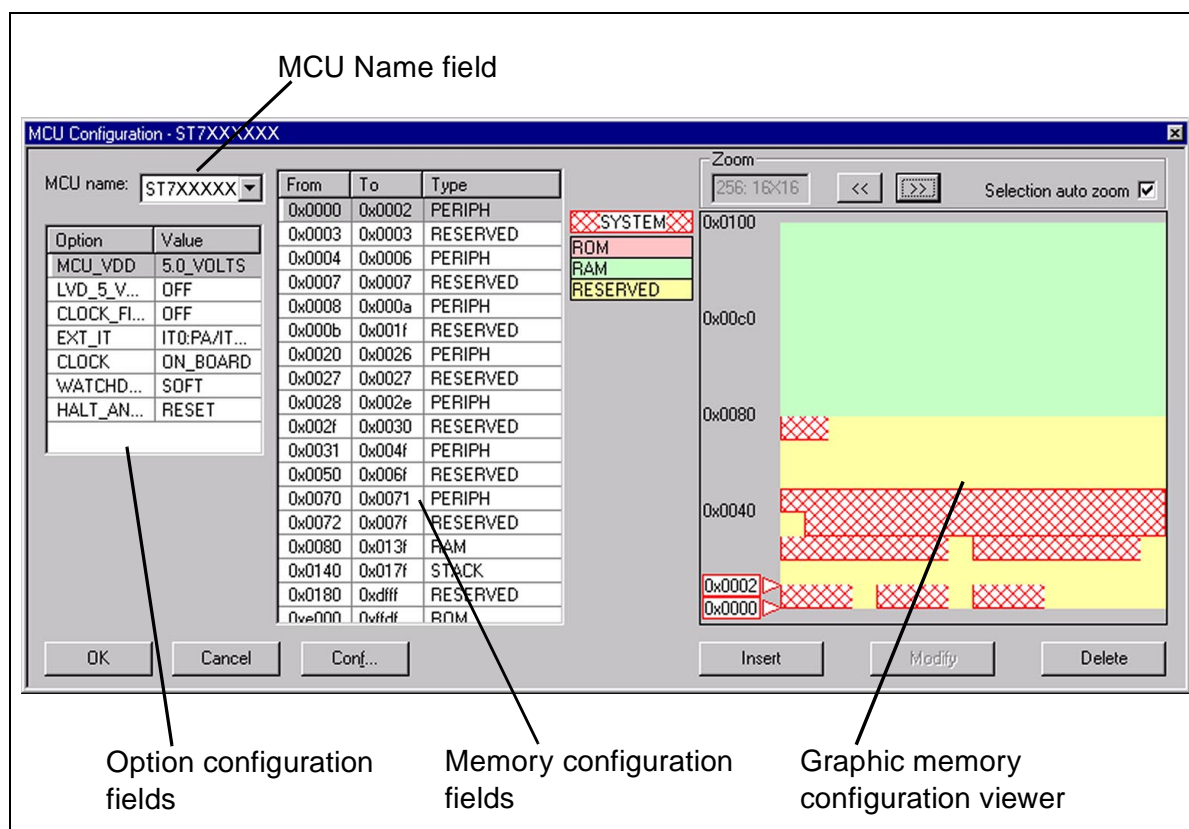 MCU Name field
MCU Configuration - ST7XXXXXX
MCU name: ST7XXXXX
Option Value
MCU_VDD 5.0_VOLTS
LVD_5_V... OFF
CLOCK_FI... OFF
EXT_IT IT0:PA/IT...
CLOCK ON_BOARD
WATCHD... SOFT
HALT_AN... RESET
From To Type
0x0000 0x0002 PERIPH
0x0003 0x0003 RESERVED
0x0004 0x0006 PERIPH
0x0007 0x0007 RESERVED
0x0008 0x000a PERIPH
0x000b 0x001f RESERVED
0x0020 0x0026 PERIPH
0x0027 0x0027 RESERVED
0x0028 0x002e PERIPH
0x002f 0x0030 RESERVED
0x0031 0x004f PERIPH
0x0050 0x006f RESERVED
0x0070 0x0071 PERIPH
0x0072 0x007f RESERVED
0x0080 0x013f RAM
0x0140 0x017f STACK
0x0180 0xdfff RESERVED
0xe000 0xffdf ROM
SYSTEM
ROM
RAM
RESERVED
Zoom
256: 16X16 << >> Selection auto zoom
0x0100
0x00c0
0x0080
0x0040
0x0002
0x0000
OK Cancel Conf... Insert Modify Delete
Option configuration
fields
Memory configuration
fields
Graphic memory
configuration viewer